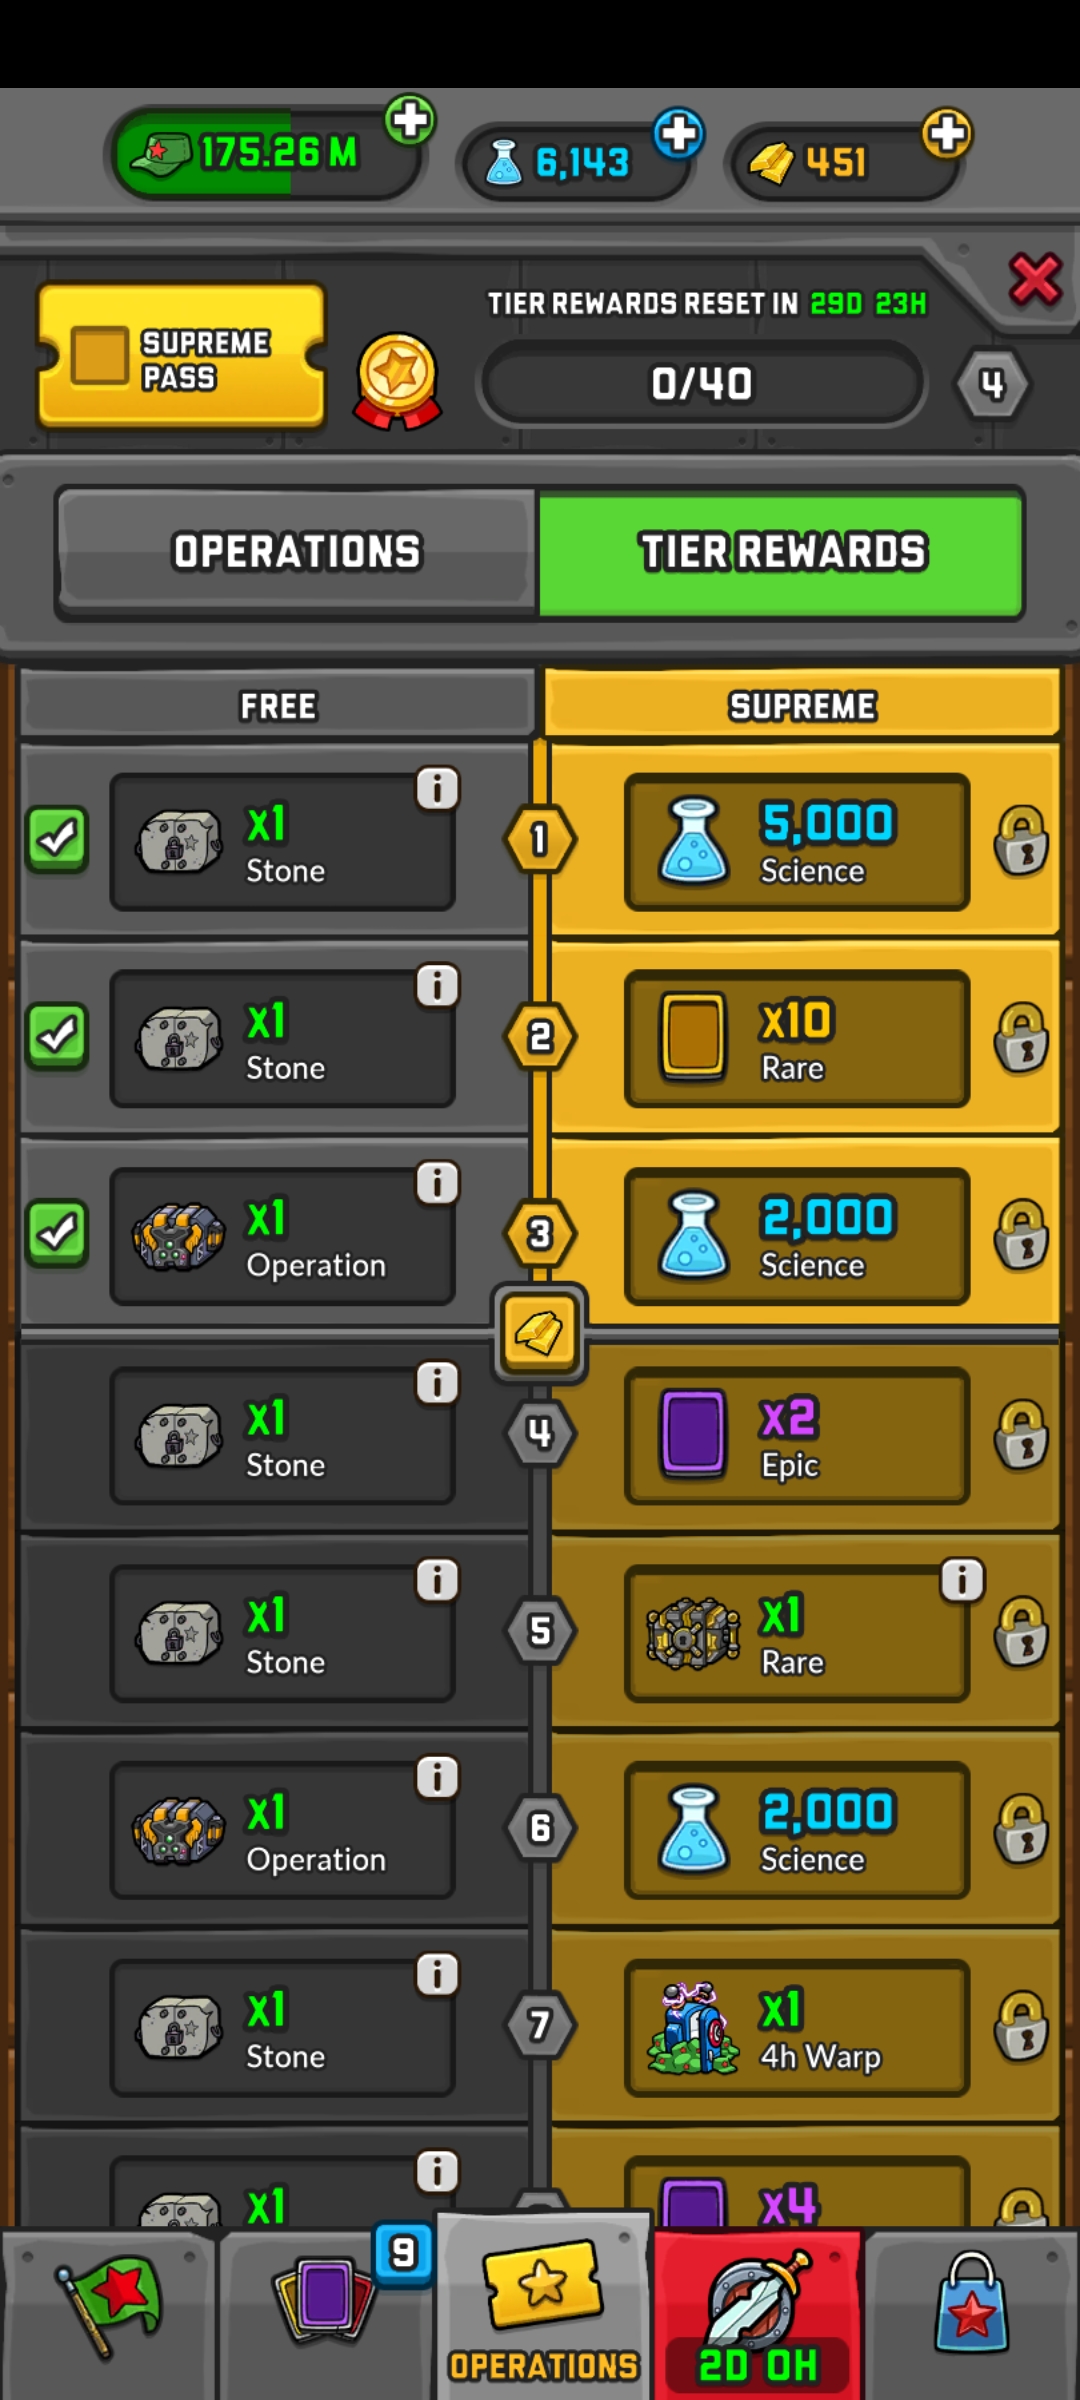 175.26 M
6,143
451
SUPREME
PASS
TIER REWARDS RESET IN 29D 23H
0/40
4
OPERATIONS
TIER REWARDS
FREE
SUPREME
x1
Stone
1
5,000
Science
x1
Stone
2
x10
Rare
x1
Operation
3
2,000
Science
x1
Stone
4
x2
Epic
x1
Stone
5
x1
Rare
x1
Operation
6
2,000
Science
x1
Stone
7
x1
4h Warp
x1
x4
9
OPERATIONS
2D 0H